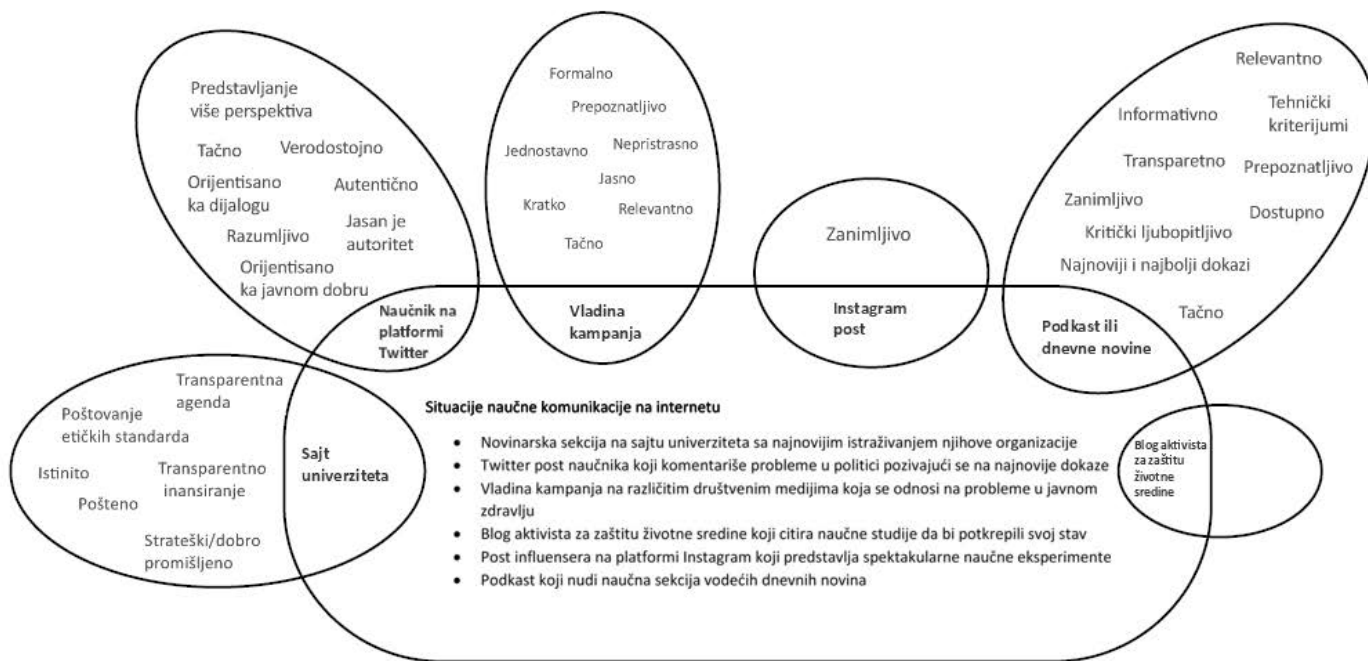 Predstavljanje
više perspektiva
Tačno
Verodostojno
Orijentisano
ka dijalogu
Autentično
Razumljivo
Jasan je
autoritet
Orijentisano
ka javnom dobru
Naučnik na
platformi
Twitter
Formalno
Prepoznatljivo
Jednostavno
Nepristrasno
Jasno
Kratko
Relevantno
Tačno
Vladina
kampanja
Zanimljivo
Instagram
post
Relevantno
Informativno
Tehnički
kriterijumi
Transparetno
Prepoznatljivo
Zanimljivo
Dostupno
Kritički ljubopitljivo
Najnoviji i najbolji dokazi
Tačno
Podkast ili
dnevne novine
Transparentna
agenda
Poštovanje
etičkih standarda
Istinito
Transparentno
inansiranje
Pošteno
Strateški/dobro
promišljeno
Sajt
univerziteta
Situacije naučne komunikacije na internetu
• Novinarska sekcija na sajtu univerziteta sa najnovijim istraživanjem njihove organizacije
• Twitter post naučnika koji komentariše probleme u politici pozivajući se na najnovije dokaze
• Vladina kampanja na različitim društvenim medijima koja se odnosi na probleme u javnom
zdravlju
• Blog aktivista za zaštitu životne sredine koji citira naučne studije da bi potkrepili svoj stav
• Post influensera na platformi Instagram koji predstavlja spektakularne naučne eksperimente
• Podkast koji nudi naučna sekcija vodećih dnevnih novina
Blog aktivista
za zaštitu
životne
sredine